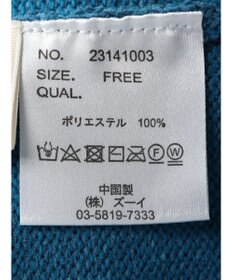 NO. 23141003
SIZE. FREE
QUAL.
ポリエステル 100%
中国製
(株) ズーイ
03-5819-7333